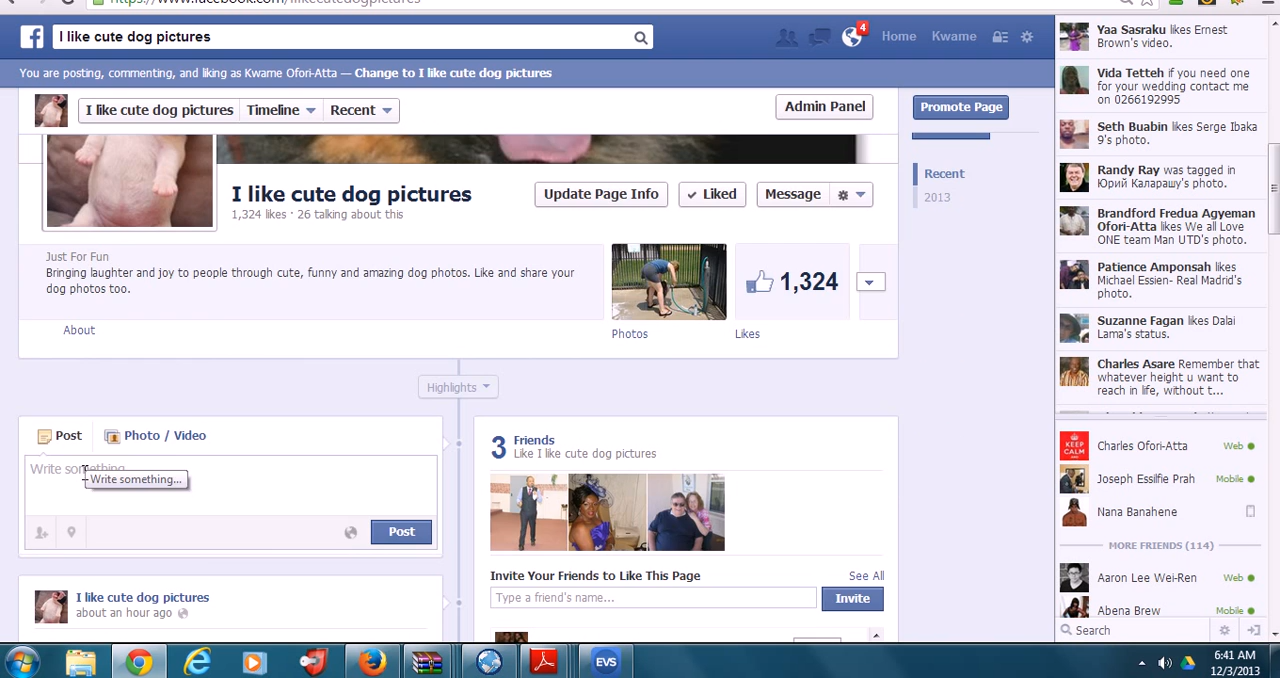 https://www.facebook.com/ilikecutedogpictures
I like cute dog pictures
4
Home
Kwame
You are posting, commenting, and liking as Kwame Ofori-Atta — Change to I like cute dog pictures
I like cute dog pictures
Timeline
Recent
Admin Panel
Promote Page
Recent
2013
I like cute dog pictures
1,324 likes · 26 talking about this
Update Page Info
Liked
Message
Just For Fun
Bringing laughter and joy to people through cute, funny and amazing dog photos. Like and share your
dog photos too.
About
Photos
1,324
Likes
Highlights
Post
Photo / Video
Write something...
Write something...
Post
3
Friends
Like I like cute dog pictures
Invite Your Friends to Like This Page
See All
Type a friend's name...
Invite
I like cute dog pictures
about an hour ago
Yaa Sasraku likes Ernest
Brown's video.
Vida Tetteh if you need one
for your wedding contact me
on 0266192995
Seth Buabin likes Serge Ibaka
9's photo.
Randy Ray was tagged in
Юрий Каларашу's photo.
Brandford Fredua Agyeman
Ofori-Atta likes We all Love
ONE team Man UTD's photo.
Patience Amponsah likes
Michael Essien- Real Madrid's
photo.
Suzanne Fagan likes Dalai
Lama's status.
Charles Asare Remember that
whatever height u want to
reach in life, without t...
KEEP
CALM
Charles Ofori-Atta
Web
Joseph Essilfie Prah
Mobile
Nana Banahene
MORE FRIENDS (114)
Aaron Lee Wei-Ren
Web
Abena Brew
Mobile
Search
EVS
6:41 AM
12/3/2013